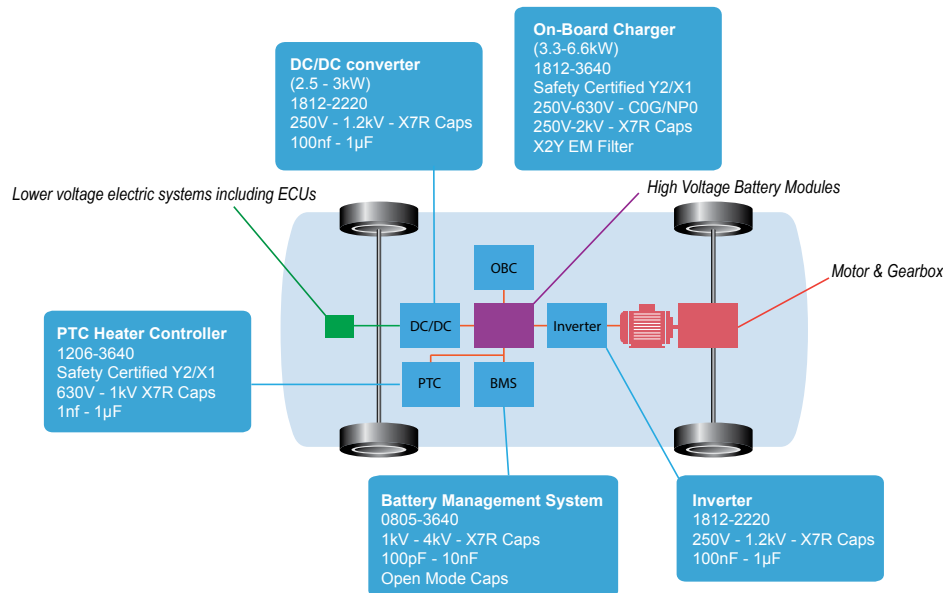 On-Board Charger
(3.3-6.6kW)
1812-3640
Safety Certified Y2/X1
250V-630V - C0G/NP0
250V-2kV - X7R Caps
X2Y EM Filter
DC/DC converter
(2.5 - 3kW)
1812-2220
250V - 1.2kV - X7R Caps
100nf - 1µF
Lower voltage electric systems including ECUs
High Voltage Battery Modules
OBC
Motor & Gearbox
DC/DC
Inverter
PTC Heater Controller
1206-3640
Safety Certified Y2/X1
630V - 1kV X7R Caps
1nf - 1µF
PTC
BMS
Battery Management System
0805-3640
1kV - 4kV - X7R Caps
100pF - 10nF
Open Mode Caps
Inverter
1812-2220
250V - 1.2kV - X7R Caps
100nF - 1µF